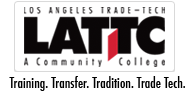 LOS ANGELES TRADE-TECH
LATTC
A Community College
Training. Transfer. Tradition. Trade Tech.